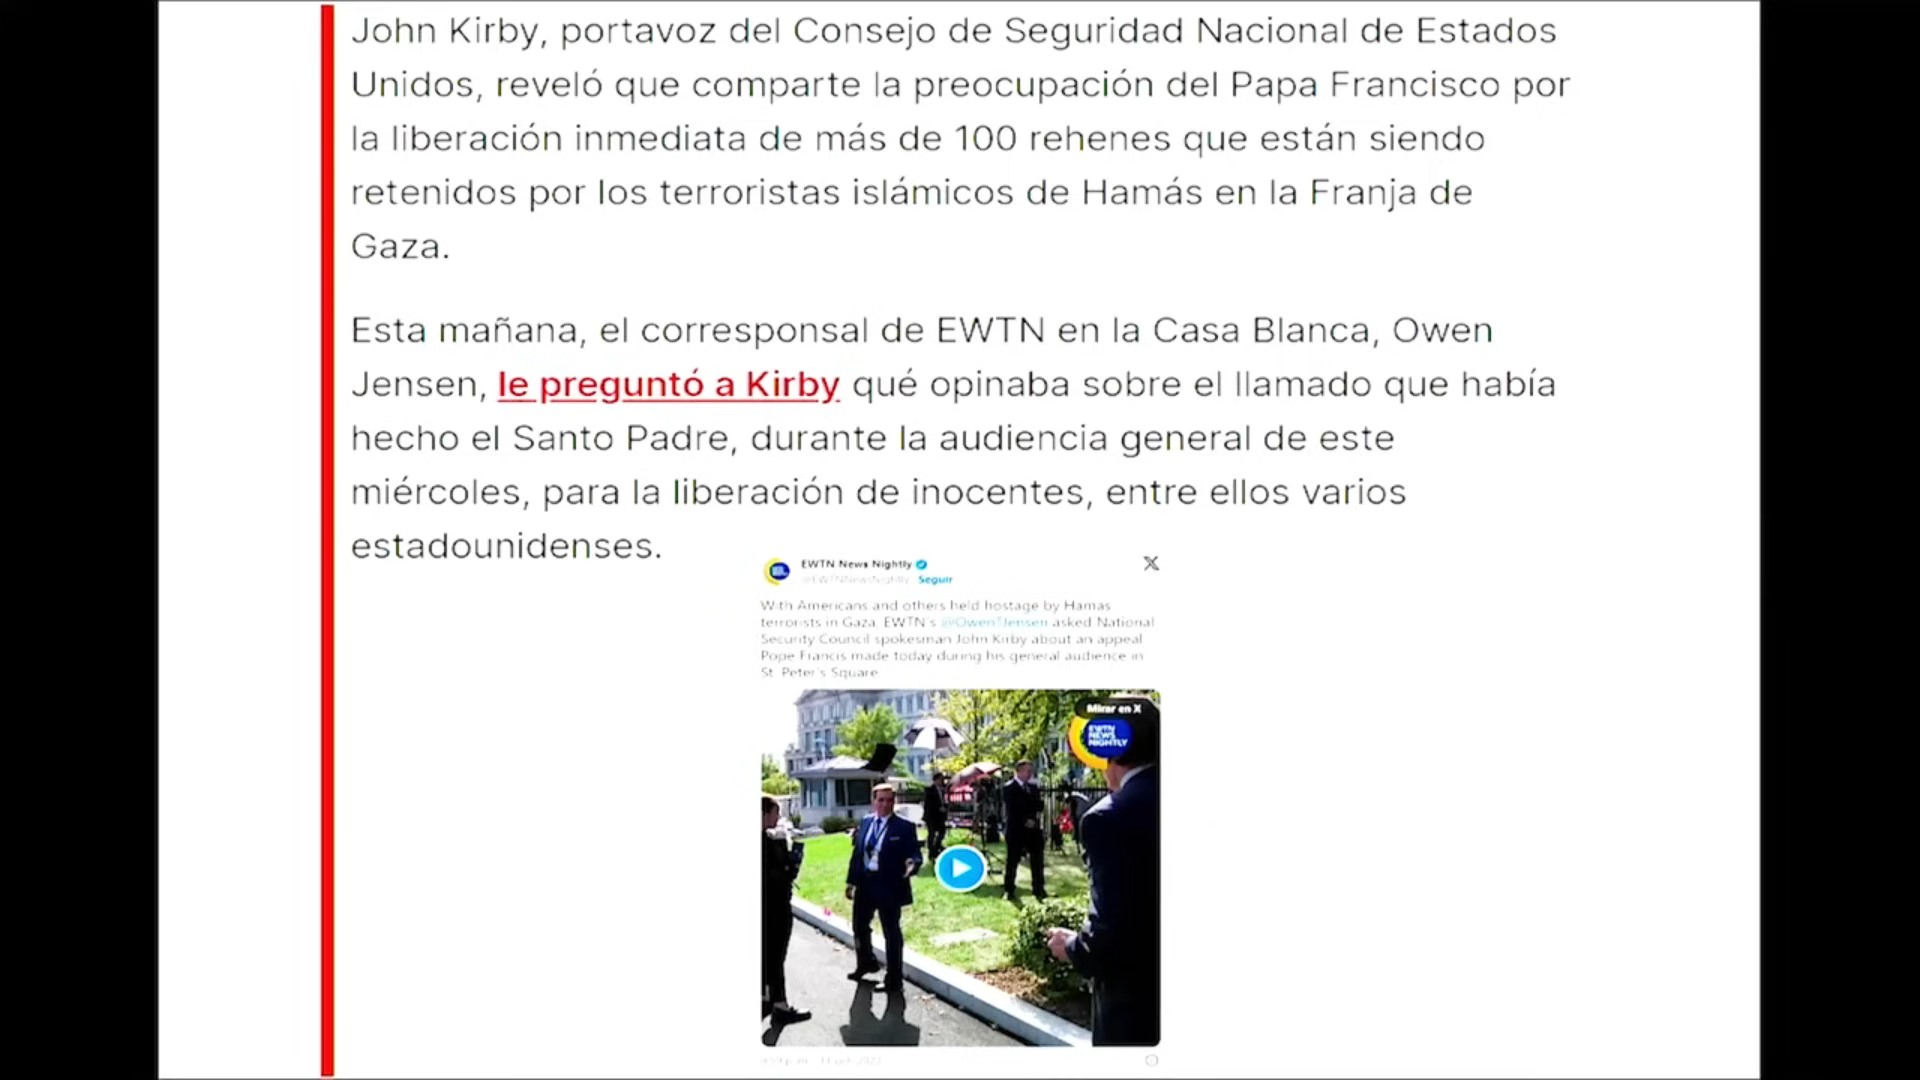 John Kirby, portavoz del Consejo de Seguridad Nacional de Estados
Unidos, reveló que comparte la preocupación del Papa Francisco por
la liberación inmediata de más de 100 rehenes que están siendo
retenidos por los terroristas islámicos de Hamás en la Franja de
Gaza.
Esta mañana, el corresponsal de EWTN en la Casa Blanca, Owen
Jensen, le preguntó a Kirby qué opinaba sobre el llamado que había
hecho el Santo Padre, durante la audiencia general de este
miércoles, para la liberación de inocentes, entre ellos varios
estadounidenses.
EWTN News Nightly
@EWTNNewsNightly · Seguir
With Americans and others held hostage by Hamas
terrorists in Gaza, EWTN's @OwenTJensen asked National
Security Council spokesman John Kirby about an appeal
Pope Francis made today during his general audience in
St. Peter's Square
Mirar en X
EWTN
NEWS
NIGHTLY